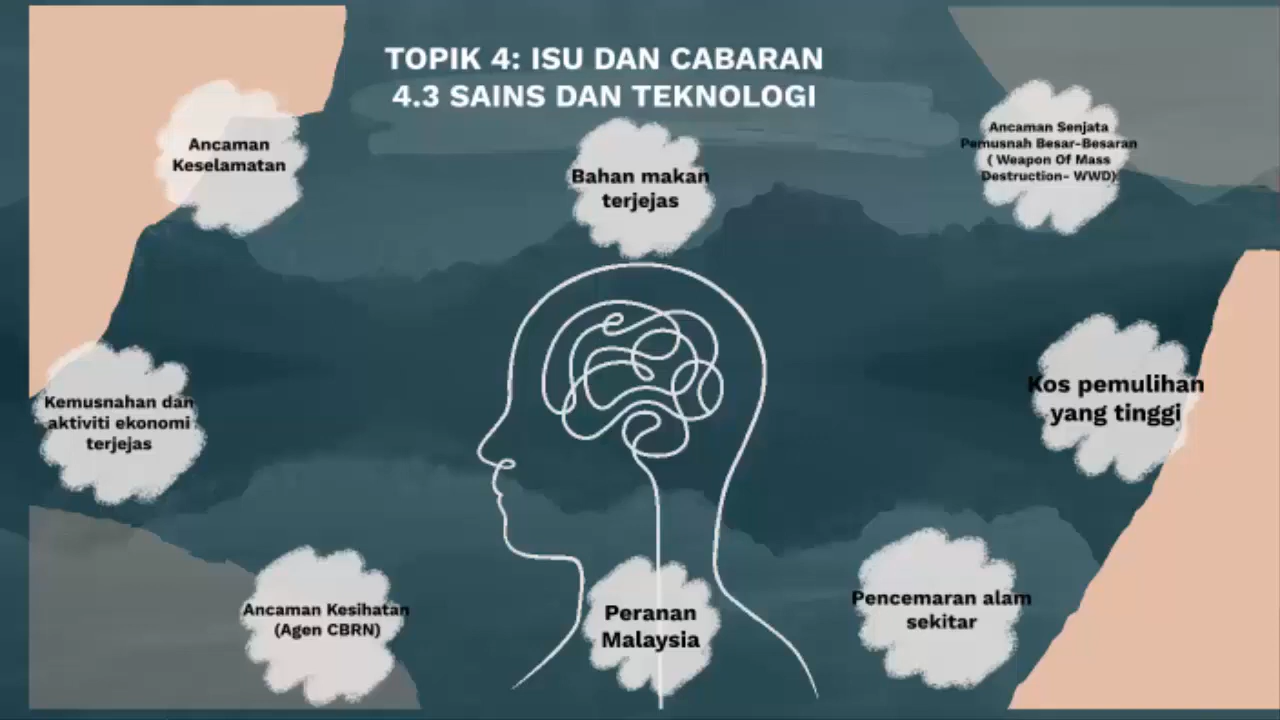 TOPIK 4: ISU DAN CABARAN
4.3 SAINS DAN TEKNOLOGI
Ancaman
Keselamatan
Bahan makan
terjejas
Ancaman Senjata
Pemusnah Besar-Besaran
( Weapon Of Mass
Destruction- WWD)
Kemusnahan dan
aktiviti ekonomi
terjejas
Kos pemulihan
yang tinggi
Ancaman Kesihatan
(Agen CBRN)
Peranan
Malaysia
Pencemaran alam
sekitar